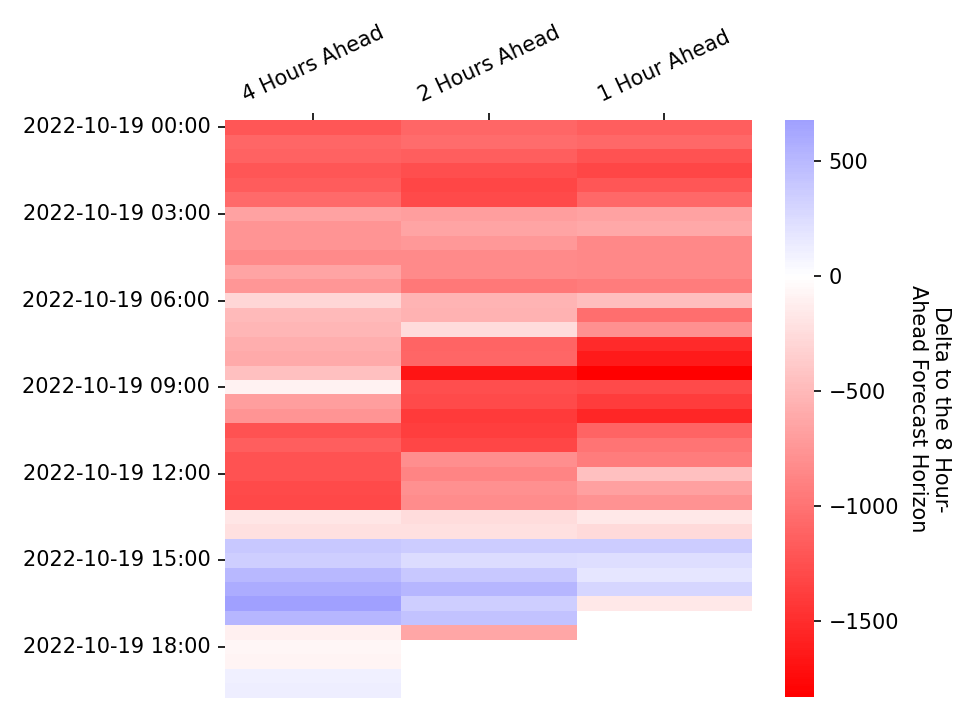 4 Hours Ahead
2 Hours Ahead
1 Hour Ahead
2022-10-19 00:00
2022-10-19 03:00
2022-10-19 06:00
2022-10-19 09:00
2022-10-19 12:00
2022-10-19 15:00
2022-10-19 18:00
500
0
−500
−1000
−1500
Delta to the 8 Hour-
Ahead Forecast Horizon